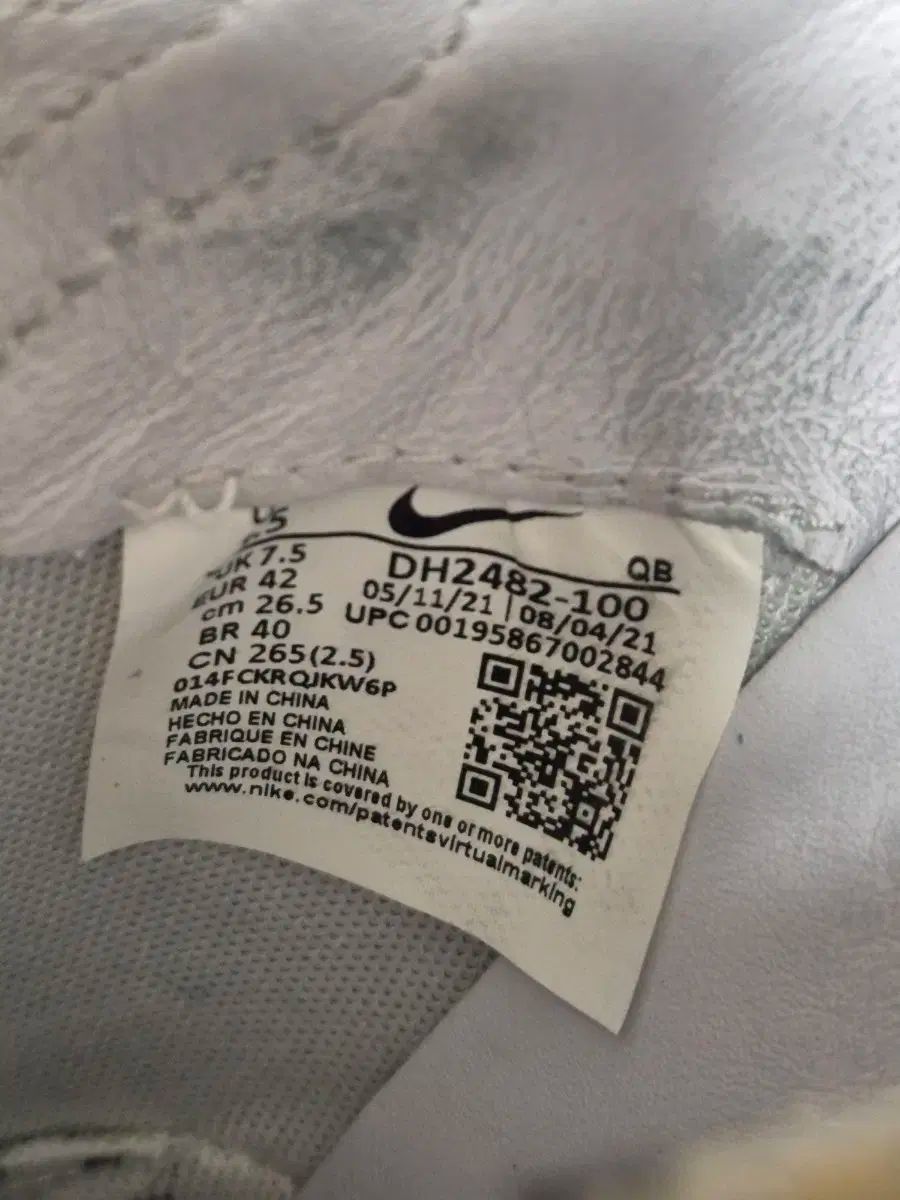 US
UK 7.5
EUR 42
cm 26.5
BR 40
CN 265(2.5)
014FCKRQJKW6P
MADE IN CHINA
HECHO EN CHINA
FABRIQUE EN CHINE
FABRICADO NA CHINA
This product is covered by one or more patents:
www.nike.com/patentsvirtualmarking
QB
DH2482-100
05/11/21 | 08/04/21
UPC 00195867002844